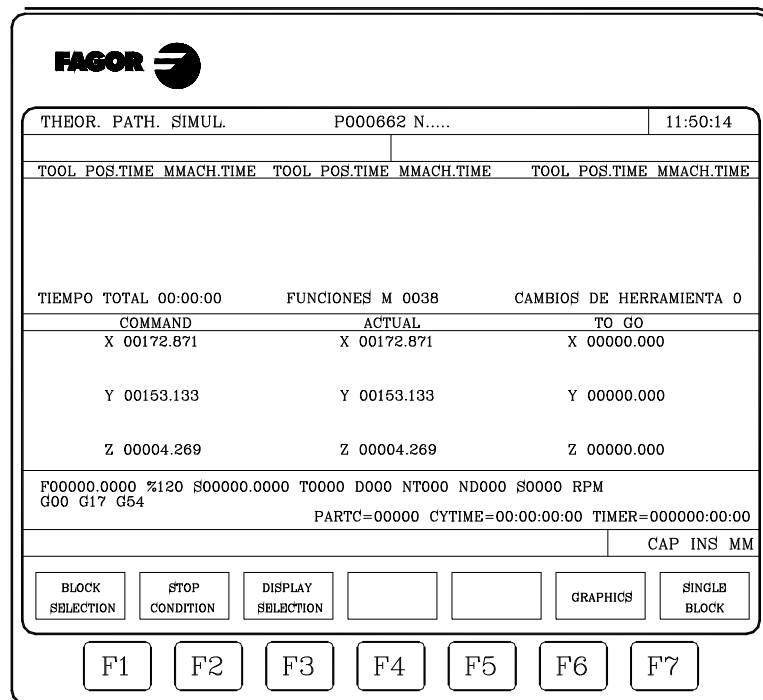 FAGOR
THEOR. PATH. SIMUL. P000662 N..... 11:50:14
TOOL POS.TIME MMACH.TIME TOOL POS.TIME MMACH.TIME TOOL POS.TIME MMACH.TIME
TIEMPO TOTAL 00:00:00 FUNCIONES M 0038 CAMBIOS DE HERRAMIENTA 0
COMMAND ACTUAL TO GO
X 00172.871 X 00172.871 X 00000.000
Y 00153.133 Y 00153.133 Y 00000.000
Z 00004.269 Z 00004.269 Z 00000.000
F00000.0000 %120 S00000.0000 T0000 D000 NT000 ND000 S0000 RPM
G00 G17 G54
PARTC=00000 CYTIME=00:00:00:00 TIMER=000000:00:00
CAP INS MM
BLOCK SELECTION
STOP CONDITION
DISPLAY SELECTION
GRAPHICS
SINGLE BLOCK
F1 F2 F3 F4 F5 F6 F7